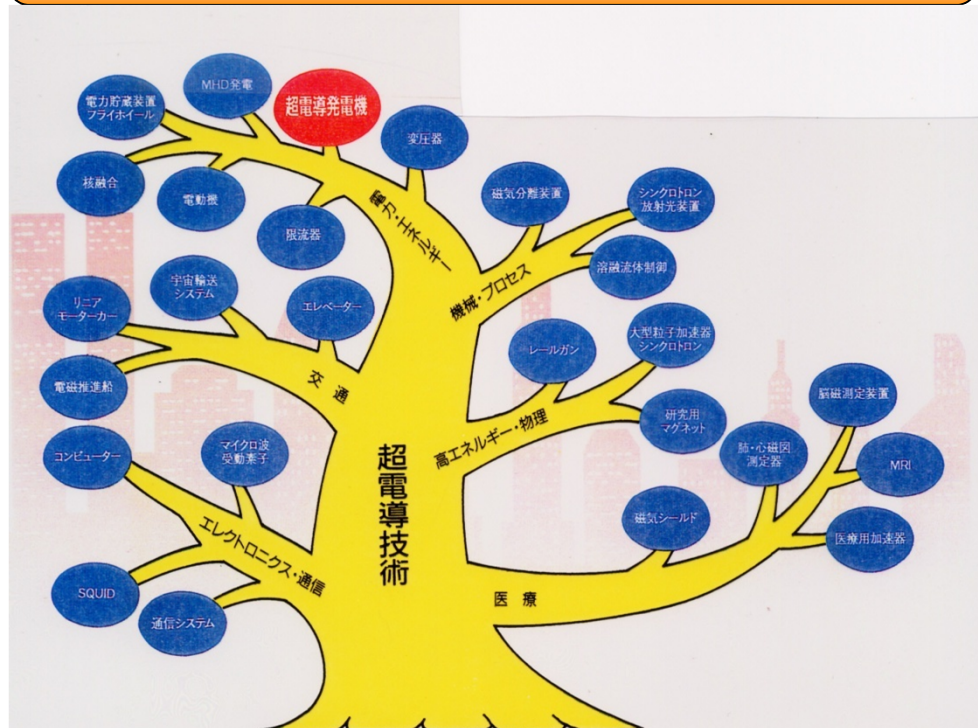 MHD発電
超電導発電機
電力貯蔵装置
フライホイール
変圧器
核融合
電動機
限流器
電力・エネルギー
磁気分離装置
シンクロトロン
放射光装置
溶融流体制御
機械・プロセス
リニア
モーターカー
宇宙輸送
システム
エレベーター
電磁推進船
交通
レールガン
大型粒子加速器
シンクロトロン
研究用
マグネット
高エネルギー・物理
コンピューター
マイクロ波
受動素子
SQUID
通信システム
エレクトロニクス・通信
超電導技術
脳磁測定装置
肺・心磁図
測定器
MRI
磁気シールド
医療用加速器
医療